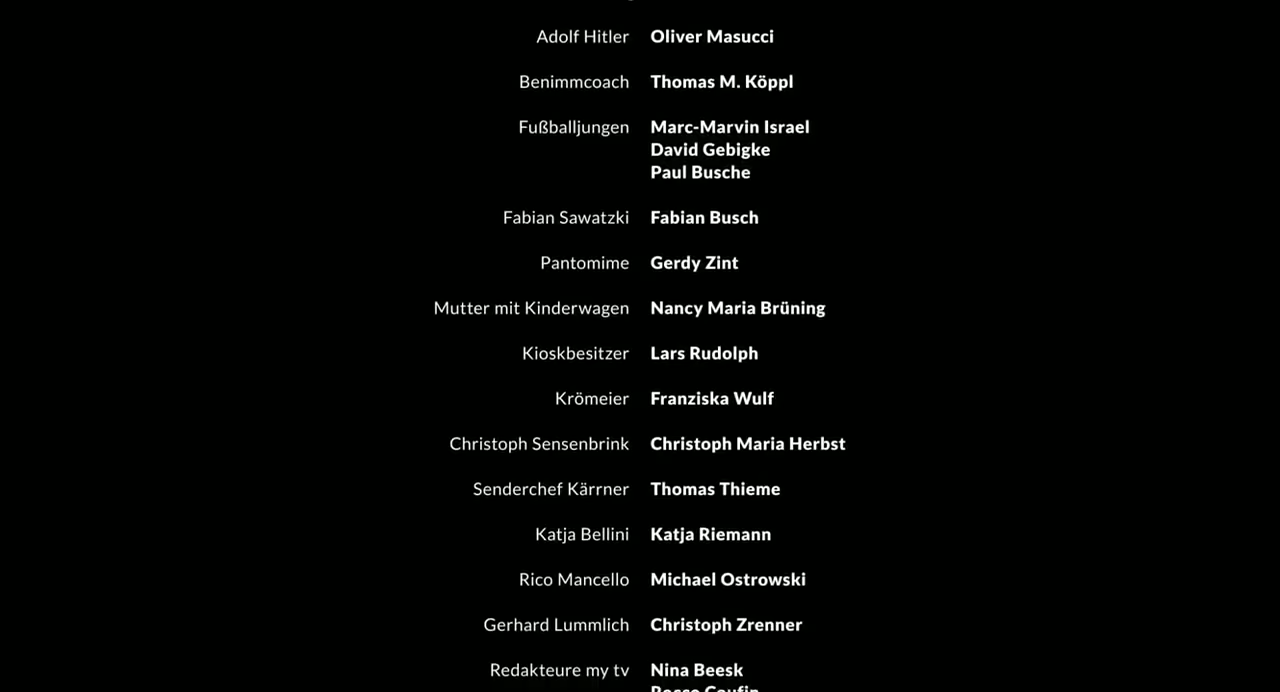 Adolf Hitler Oliver Masucci
Benimmcoach Thomas M. Köppl
Fußballjungen Marc-Marvin Israel
David Gebigke
Paul Busche
Fabian Sawatzki Fabian Busch
Pantomime Gerdy Zint
Mutter mit Kinderwagen Nancy Maria Brüning
Kioskbesitzer Lars Rudolph
Krömeier Franziska Wulf
Christoph Sensenbrink Christoph Maria Herbst
Senderchef Kärrner Thomas Thieme
Katja Bellini Katja Riemann
Rico Mancello Michael Ostrowski
Gerhard Lummlich Christoph Zrenner
Redakteure my tv Nina Beesk